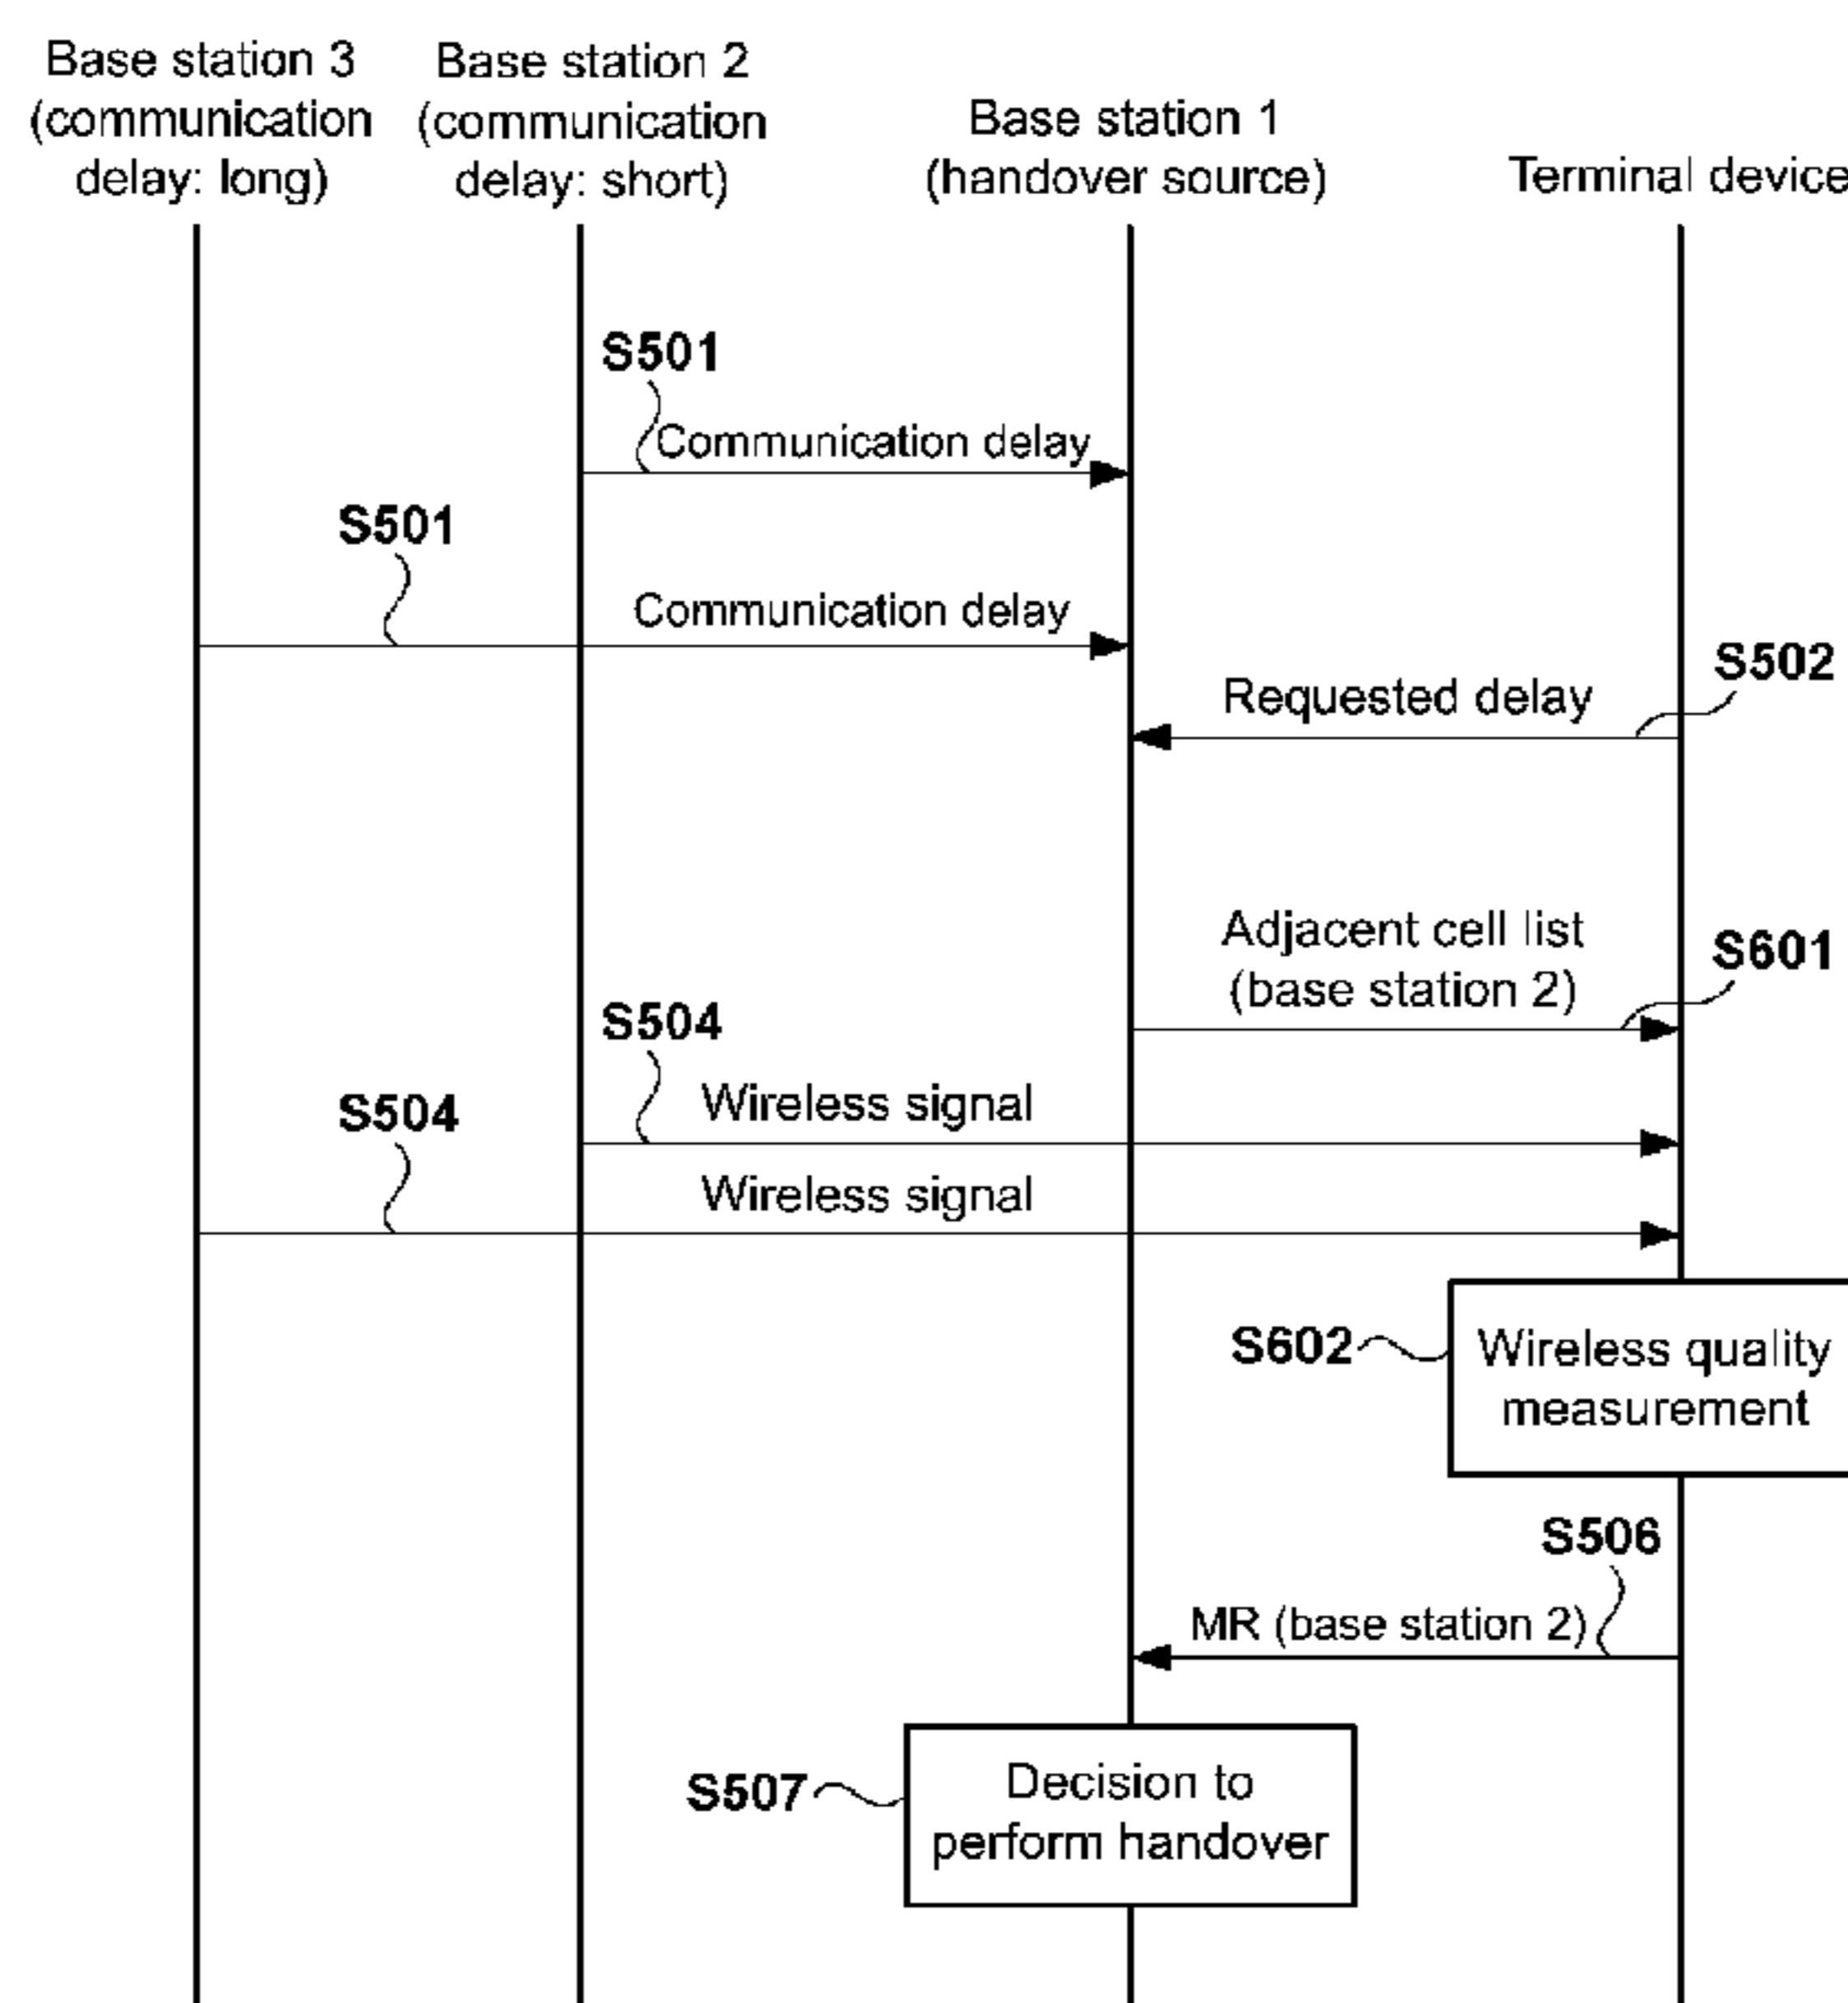 Base station 3
(communication
delay: long)
Base station 2
(communication
delay: short)
Base station 1
(handover source)
Terminal device
S501
Communication delay
S501
Communication delay
S502
Requested delay
Adjacent cell list
(base station 2)
S601
S504
Wireless signal
S504
Wireless signal
S602
Wireless quality
measurement
S506
MR (base station 2)
S507
Decision to
perform handover